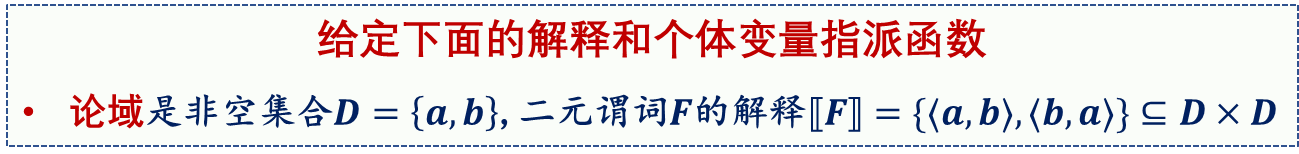 给定下面的解释和个体变量指派函数
• 论域是非空集合D = {a, b}, 二元谓词F的解释⟦F⟧ = {⟨a, b⟩, ⟨b, a⟩} ⊆ D × D